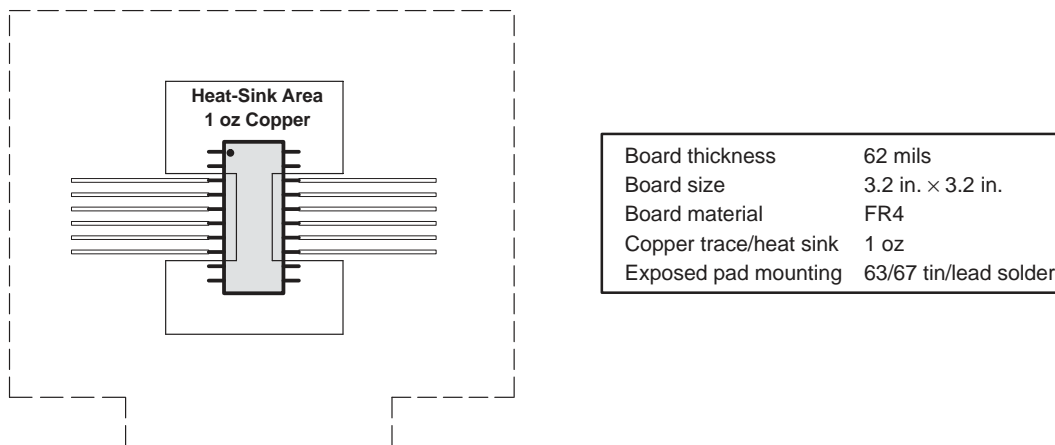 Heat-Sink Area
1 oz Copper
Board thickness 62 mils
Board size 3.2 in. × 3.2 in.
Board material FR4
Copper trace/heat sink 1 oz
Exposed pad mounting 63/67 tin/lead solder